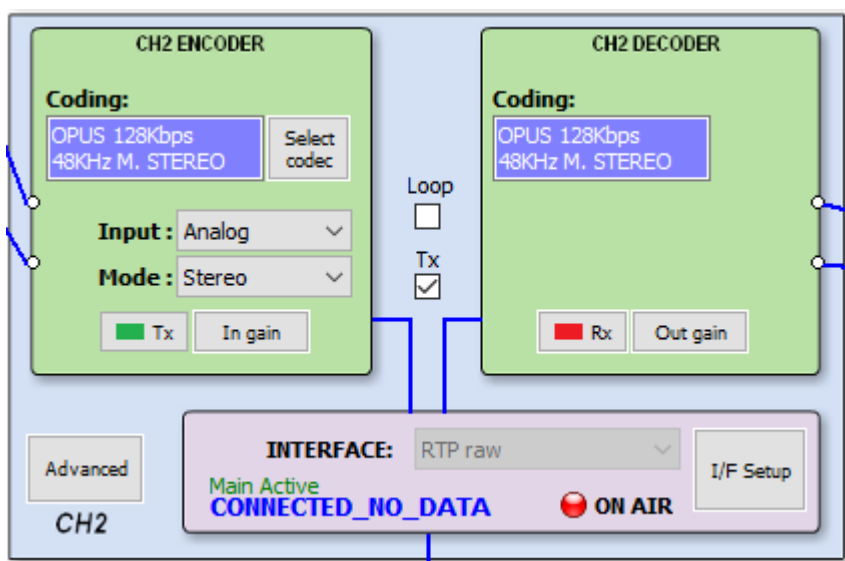 CH2 ENCODER
Coding:
OPUS 128Kbps
48KHz M. STEREO
Select
codec
Input : Analog
Mode : Stereo
Tx
In gain
Loop
Tx
CH2 DECODER
Coding:
OPUS 128Kbps
48KHz M. STEREO
Rx
Out gain
Advanced
CH2
INTERFACE: RTP raw
Main Active
CONNECTED_NO_DATA
ON AIR
I/F Setup